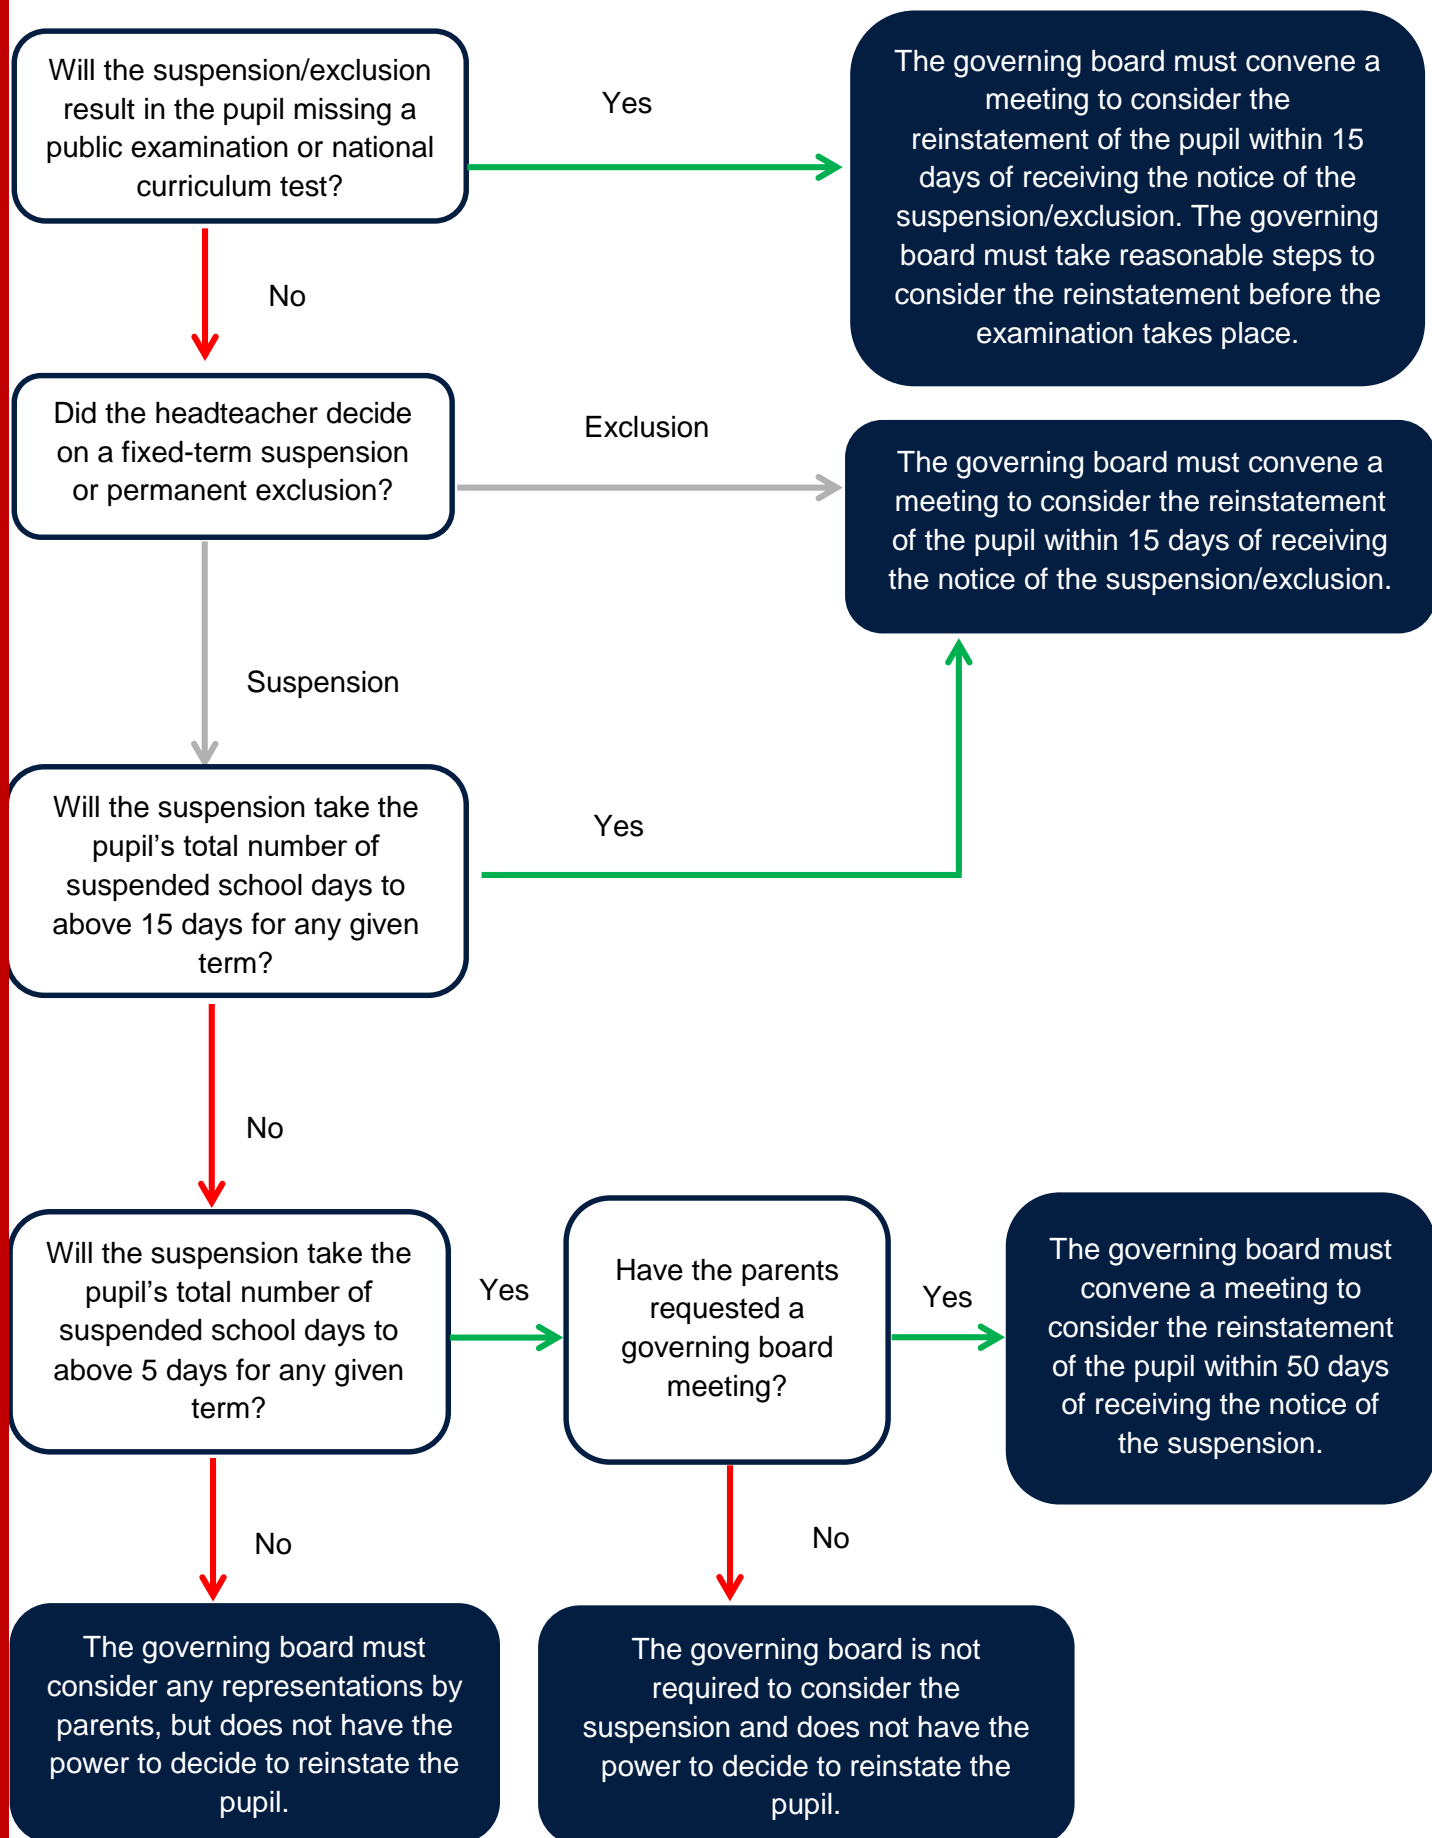 Will the suspension/exclusion
result in the pupil missing a
public examination or national
curriculum test?
Yes
The governing board must convene a
meeting to consider the
reinstatement of the pupil within 15
days of receiving the notice of the
suspension/exclusion. The governing
board must take reasonable steps to
consider the reinstatement before the
examination takes place.
No
Did the headteacher decide
on a fixed-term suspension
or permanent exclusion?
Exclusion
The governing board must convene a
meeting to consider the reinstatement
of the pupil within 15 days of receiving
the notice of the suspension/exclusion.
Suspension
Will the suspension take the
pupil’s total number of
suspended school days to
above 15 days for any given
term?
Yes
No
Will the suspension take the
pupil’s total number of
suspended school days to
above 5 days for any given
term?
Yes
Have the parents
requested a
governing board
meeting?
Yes
The governing board must
convene a meeting to
consider the reinstatement
of the pupil within 50 days
of receiving the notice of
the suspension.
No
No
The governing board must
consider any representations by
parents, but does not have the
power to decide to reinstate the
pupil.
The governing board is not
required to consider the
suspension and does not have the
power to decide to reinstate the
pupil.